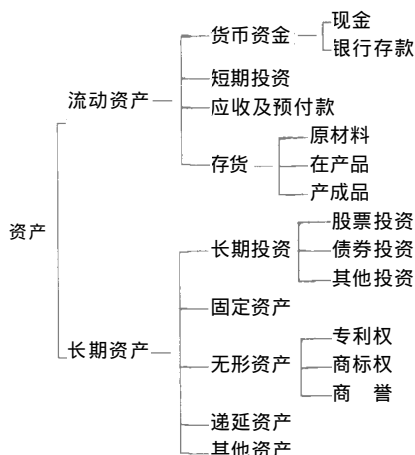 现金
货币资金
银行存款
短期投资
流动资产
应收及预付款
原材料
存货
在产品
产成品
股票投资
资产
长期投资
债券投资
其他投资
固定资产
专利权
长期资产
无形资产
商标权
商 誉
递延资产
其他资产